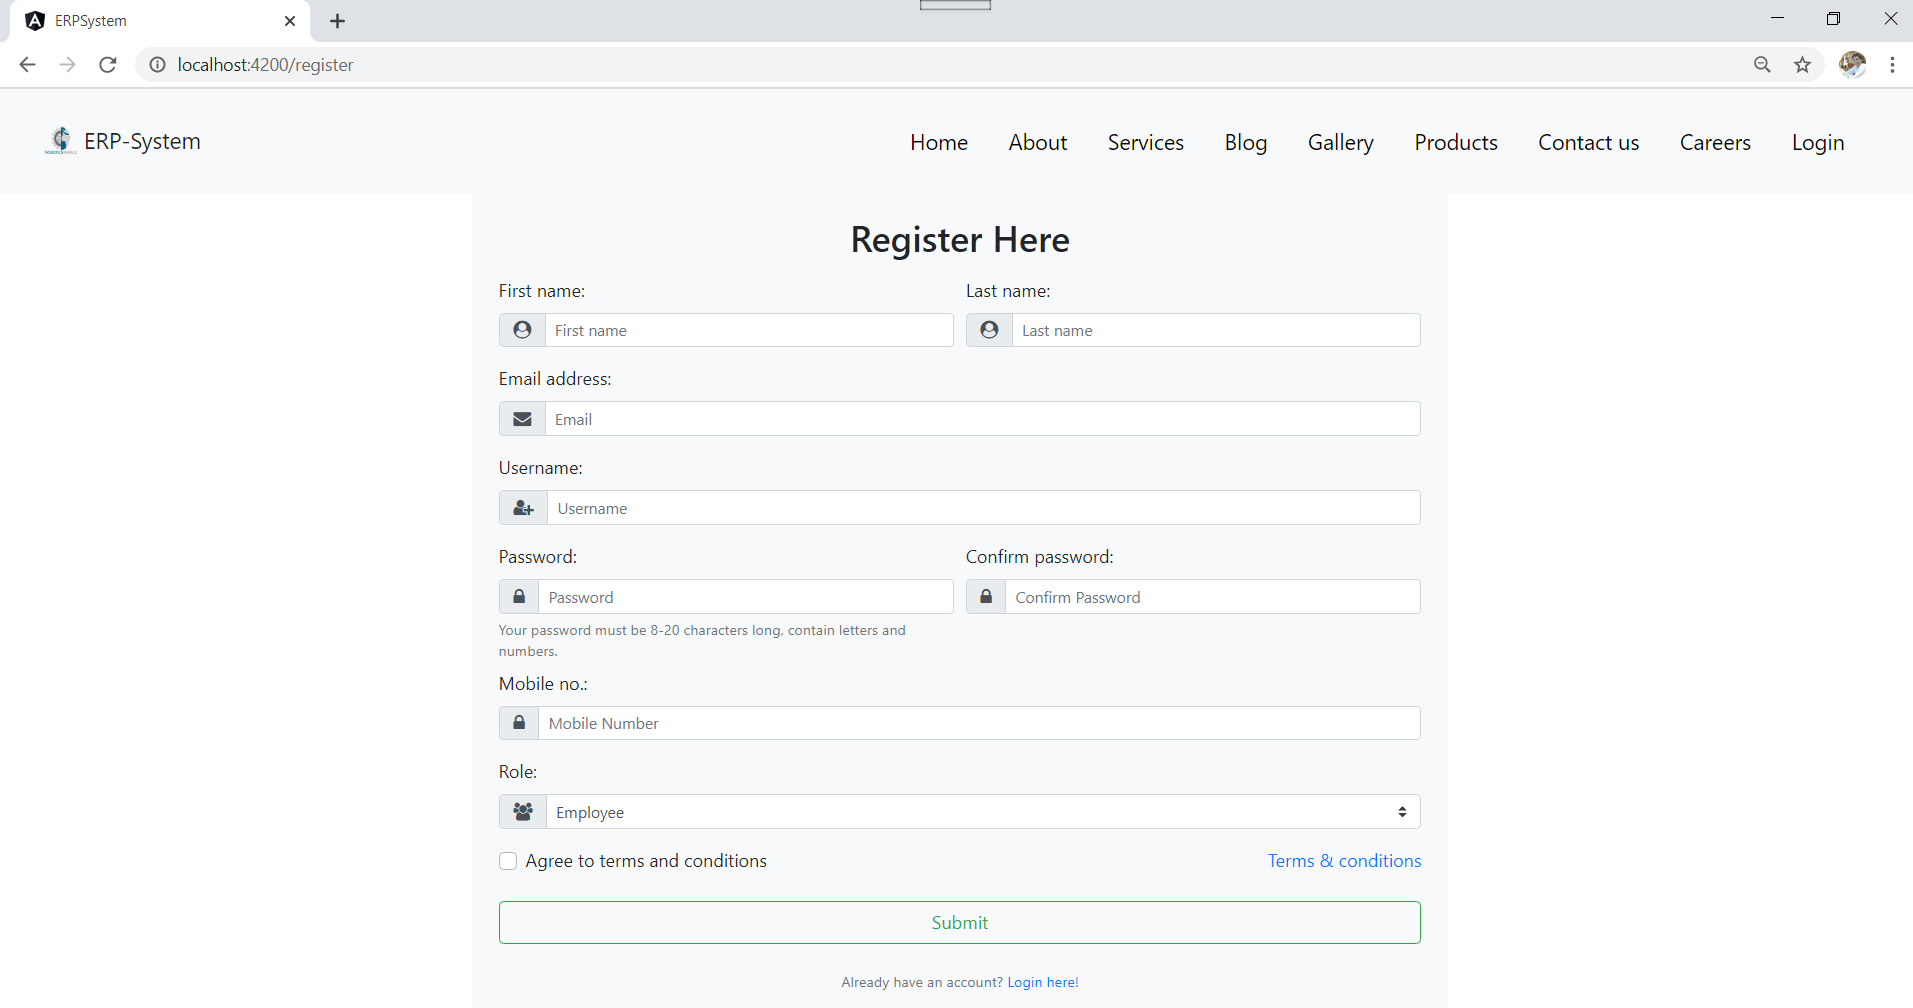 ERPSystem
localhost:4200/register
ERP-System
Home About Services Blog Gallery Products Contact us Careers Login
Register Here
First name: Last name:
First name Last name
Email address:
Email
Username:
Username
Password: Confirm password:
Password Confirm Password
Your password must be 8-20 characters long, contain letters and
numbers.
Mobile no.:
Mobile Number
Role:
Employee
Agree to terms and conditions Terms & conditions
Submit
Already have an account? Login here!